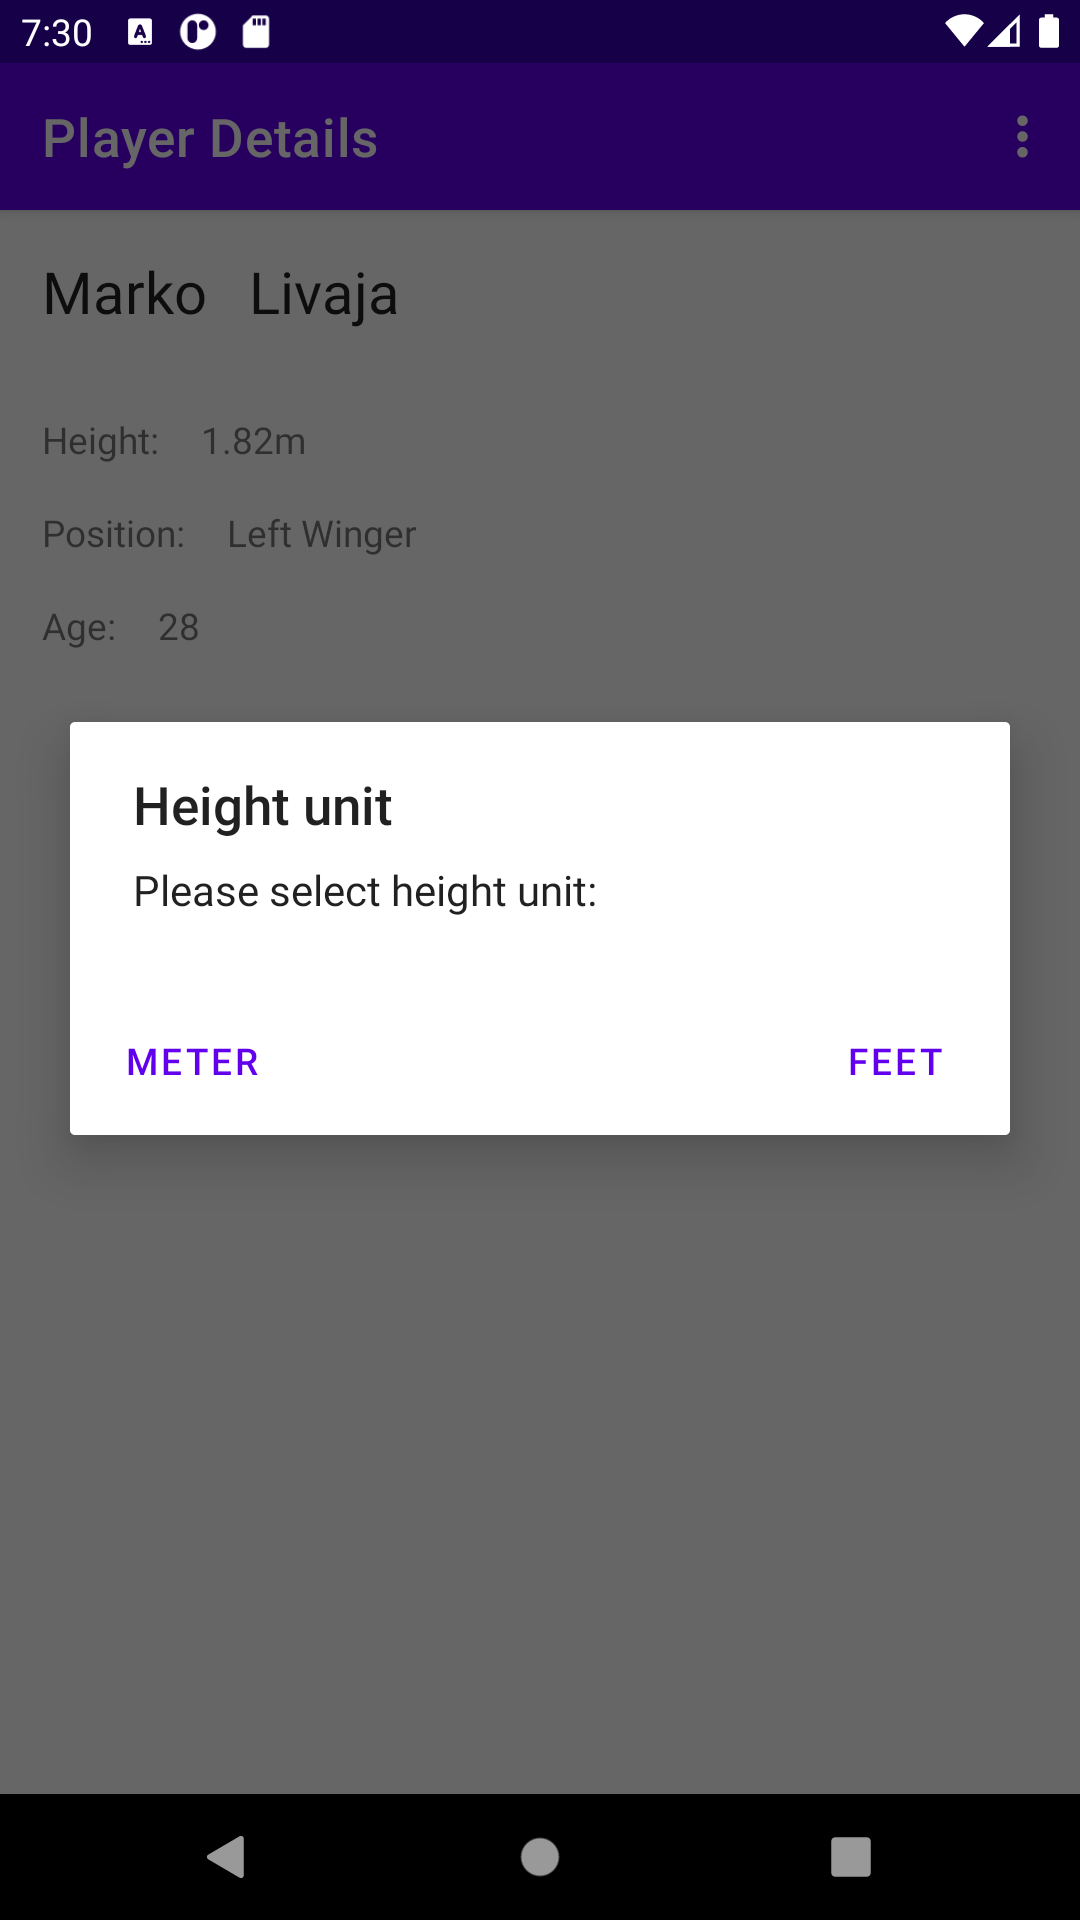 7:30
Player Details
Marko Livaja
Height: 1.82m
Position: Left Winger
Age: 28
Height unit
Please select height unit:
METER FEET